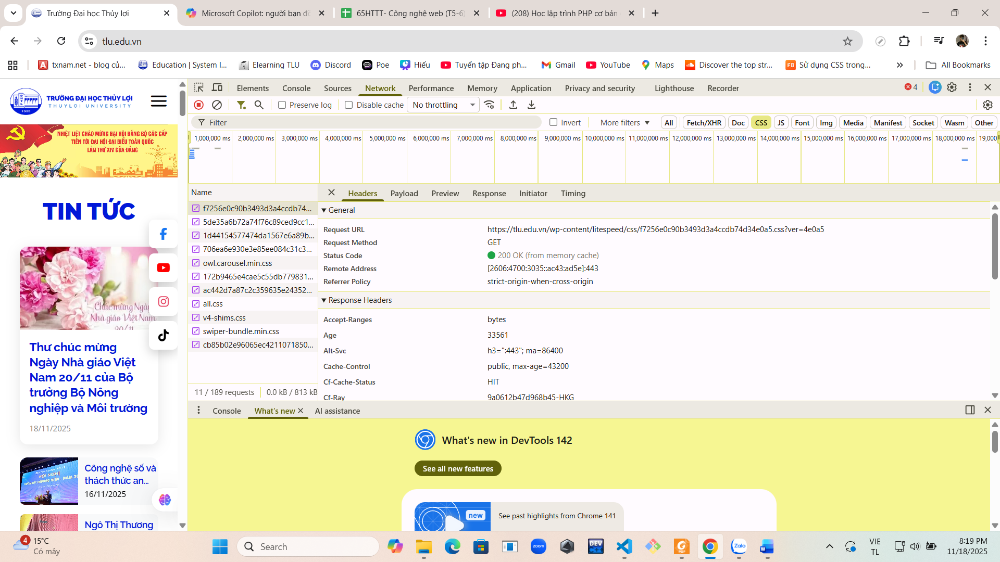 Trường Đại học Thủy lợi
Microsoft Copilot: người bạn đồ
65HTTT- Công nghệ web (T5-6)
(208) Học lập trình PHP cơ bản
tlu.edu.vn
txnam.net - blog củ...
Education | System I...
Elearning TLU
Discord
Poe
Hiếu
Tuyển tập Đang ph...
Gmail
YouTube
Maps
Discover the top str...
F8
Sử dụng CSS trong...
All Bookmarks
TRƯỜNG ĐẠI HỌC THỦY LỢI
THUYLOI UNIVERSITY
1959
NHIỆT LIỆT CHÀO MỪNG ĐẠI HỘI ĐẢNG BỘ CÁC CẤP
TIẾN TỚI ĐẠI HỘI ĐẠI BIỂU TOÀN QUỐC
LẦN THỨ XIV CỦA ĐẢNG
TIN TỨC
Chúc mừng Ngày
Nhà giáo Việt Nam
20/11
Thư chúc mừng
Ngày Nhà giáo Việt
Nam 20/11 của Bộ
trưởng Bộ Nông
nghiệp và Môi trường
18/11/2025
HỘI NGHỊ
Công nghệ số và
thách thức an...
16/11/2025
Ngô Thị Thương
Elements
Console
Sources
Network
Performance
Memory
Application
Privacy and security
Lighthouse
Recorder
4
Preserve log
Disable cache
No throttling
Filter
Invert
More filters
All
Fetch/XHR
Doc
CSS
JS
Font
Img
Media
Manifest
Socket
Wasm
Other
1,000,000 ms
2,000,000 ms
3,000,000 ms
4,000,000 ms
5,000,000 ms
6,000,000 ms
7,000,000 ms
8,000,000 ms
9,000,000 ms
10,000,000 ms
11,000,000 ms
12,000,000 ms
13,000,000 ms
14,000,000 ms
15,000,000 ms
16,000,000 ms
17,000,000 ms
18,000,000 ms
19,000
Name
f7256e0c90b3493d3a4ccdb74...
5de35a6b72a74f76c89ced9cc1...
1d44154577474da1567e6a89b...
706ea6e930e3e85ee084c31c3...
owl.carousel.min.css
172b9465e4cae5c55db779831...
ac442d7a87c2c359635e24352...
all.css
v4-shims.css
swiper-bundle.min.css
cb85b02e96065ec4211071850...
11 / 189 requests
0.0 kB / 813 kB
Headers
Payload
Preview
Response
Initiator
Timing
General
Request URL
https://tlu.edu.vn/wp-content/litespeed/css/f7256e0c90b3493d3a4ccdb74d34e0a5.css?ver=4e0a5
Request Method
GET
Status Code
200 OK (from memory cache)
Remote Address
[2606:4700:3035::ac43:ad5e]:443
Referrer Policy
strict-origin-when-cross-origin
Response Headers
Accept-Ranges
bytes
Age
33561
Alt-Svc
h3=":443"; ma=86400
Cache-Control
public, max-age=43200
Cf-Cache-Status
HIT
Cf-Ray
9a0612b47d968b45-HKG
Console
What's new
AI assistance
What's new in DevTools 142
See all new features
new
See past highlights from Chrome 141
4
15°C
Có mây
Search
zoom
DEV
PDF
Zalo
VIE
TL
8:19 PM
11/18/2025